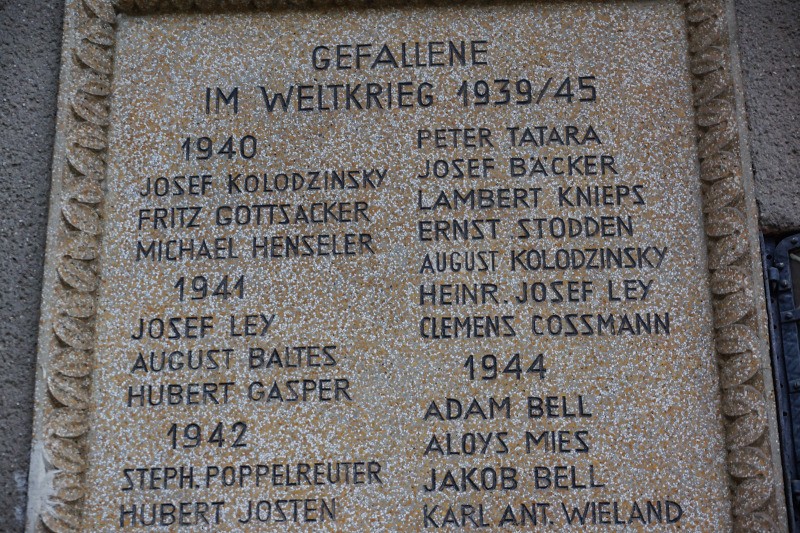 GEFALLENE
IM WELTKRIEG 1939/45
1940
JOSEF KOLODZINSKY
FRITZ GOTTSACKER
MICHAEL HENSELER
1941
JOSEF LEY
AUGUST BALTES
HUBERT GASPER
1942
STEPH. POPPELREUTER
HUBERT JOSTEN
PETER TATARA
JOSEF BÄCKER
LAMBERT KNIEPS
ERNST STODDEN
AUGUST KOLODZINSKY
HEINR. JOSEF LEY
CLEMENS COSSMANN
1944
ADAM BELL
ALOYS MIES
JAKOB BELL
KARL ANT. WIELAND